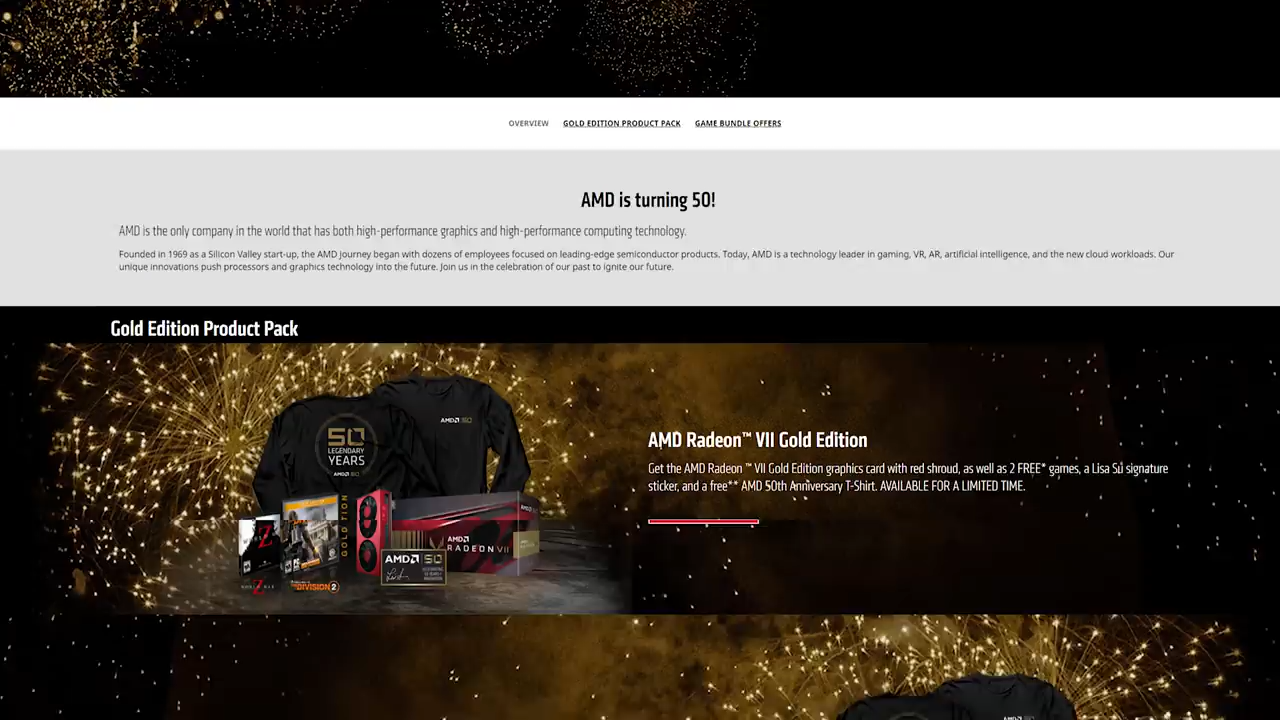 OVERVIEW GOLD EDITION PRODUCT PACK GAME BUNDLE OFFERS
AMD is turning 50!
AMD is the only company in the world that has both high-performance graphics and high-performance computing technology.
Founded in 1969 as a Silicon Valley start-up, the AMD journey began with dozens of employees focused on leading-edge semiconductor products. Today, AMD is a technology leader in gaming, VR, AR, artificial intelligence, and the new cloud workloads. Our
unique innovations push processors and graphics technology into the future. Join us in the celebration of our past to ignite our future.
Gold Edition Product Pack
AMD 50
50
LEGENDARY
YEARS
AMD 50
AMD Radeon™ VII Gold Edition
Get the AMD Radeon ™ VII Gold Edition graphics card with red shroud, as well as 2 FREE* games, a Lisa Su signature
sticker, and a free** AMD 50th Anniversary T-Shirt. AVAILABLE FOR A LIMITED TIME.
AMD
RADEON VII
AMD 50
THE DIVISION 2
AMD